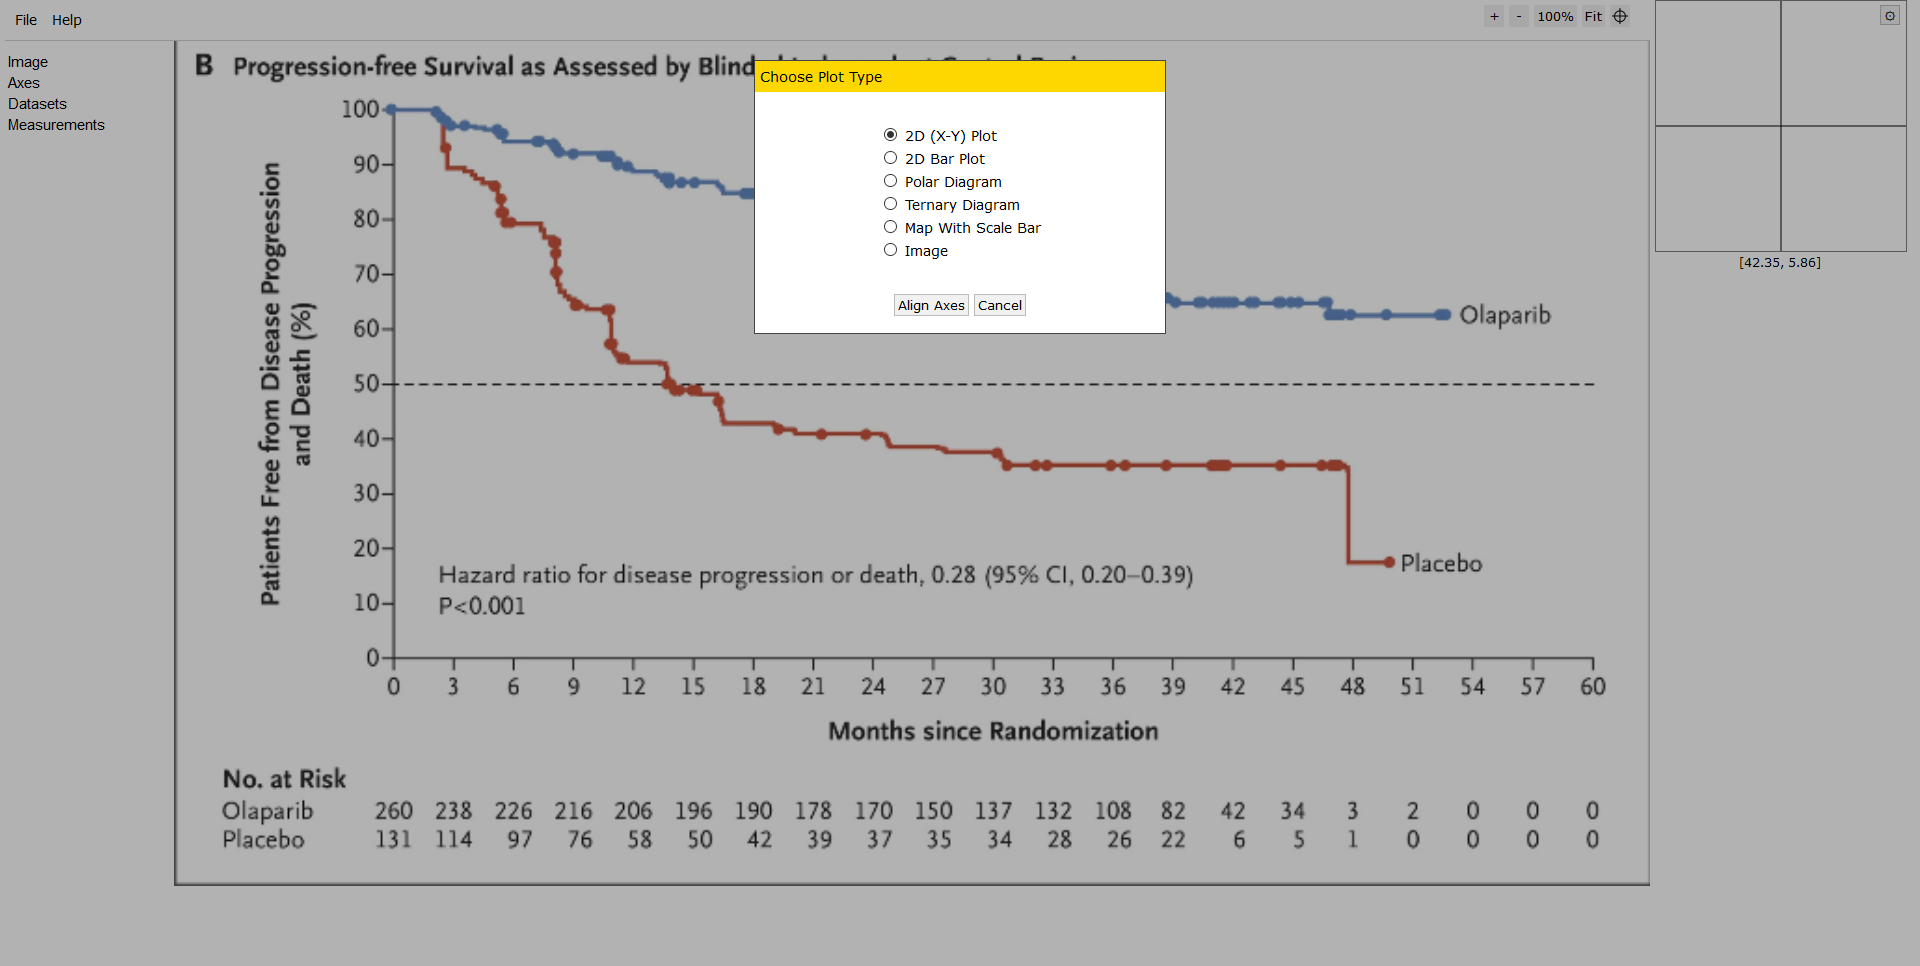 File Help
+ - 100% Fit
Image
Axes
Datasets
Measurements
B Progression-free Survival as Assessed by Blind
Choose Plot Type
2D (X-Y) Plot
2D Bar Plot
Polar Diagram
Ternary Diagram
Map With Scale Bar
Image
Align Axes Cancel
[42.35, 5.86]
Patients Free from Disease Progression
and Death (%)
100
90
80
70
60
50
40
30
20
10
0
Olaparib
Placebo
Hazard ratio for disease progression or death, 0.28 (95% CI, 0.20–0.39)
P<0.001
0 3 6 9 12 15 18 21 24 27 30 33 36 39 42 45 48 51 54 57 60
Months since Randomization
No. at Risk
Olaparib 260 238 226 216 206 196 190 178 170 150 137 132 108 82 42 34 3 2 0 0 0
Placebo 131 114 97 76 58 50 42 39 37 35 34 28 26 22 6 5 1 0 0 0 0